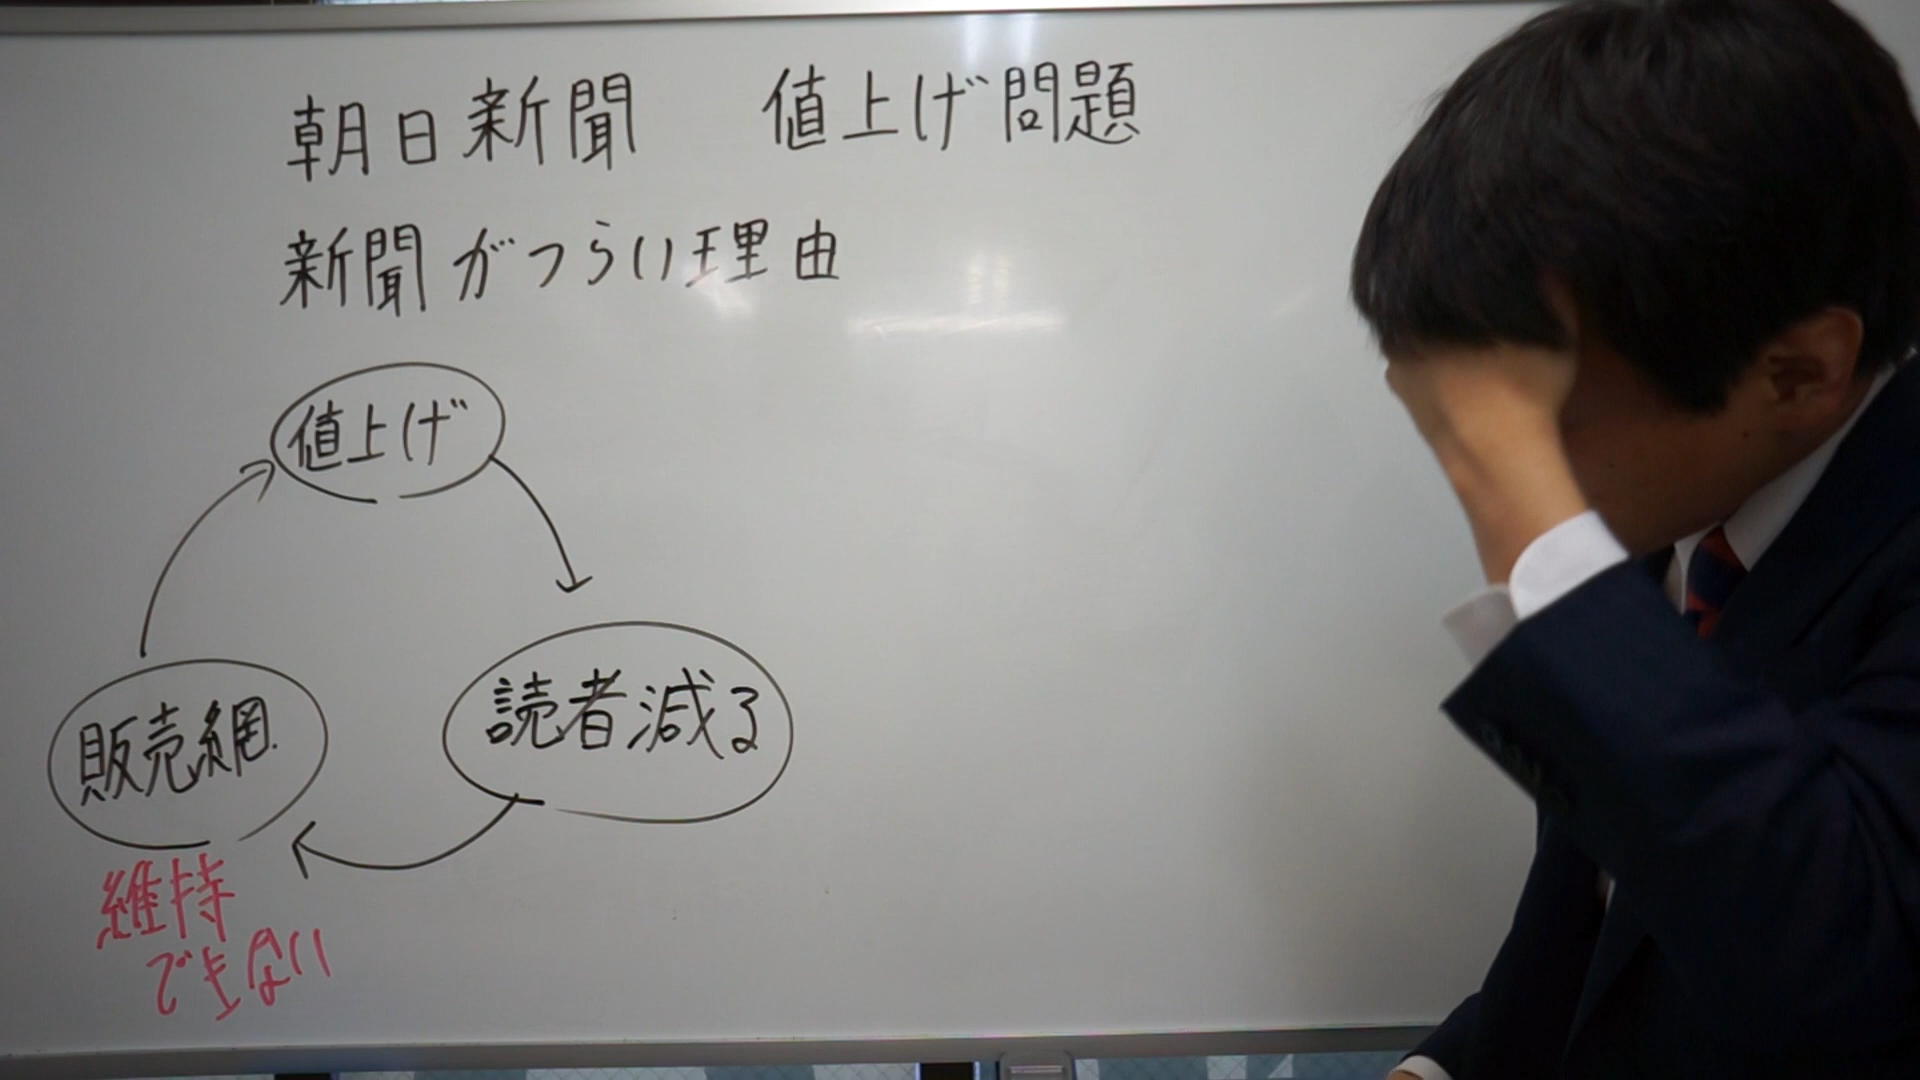 朝日新聞 値上げ問題
新聞がつらい理由
値上げ
読者減る
販売網
維持
できない